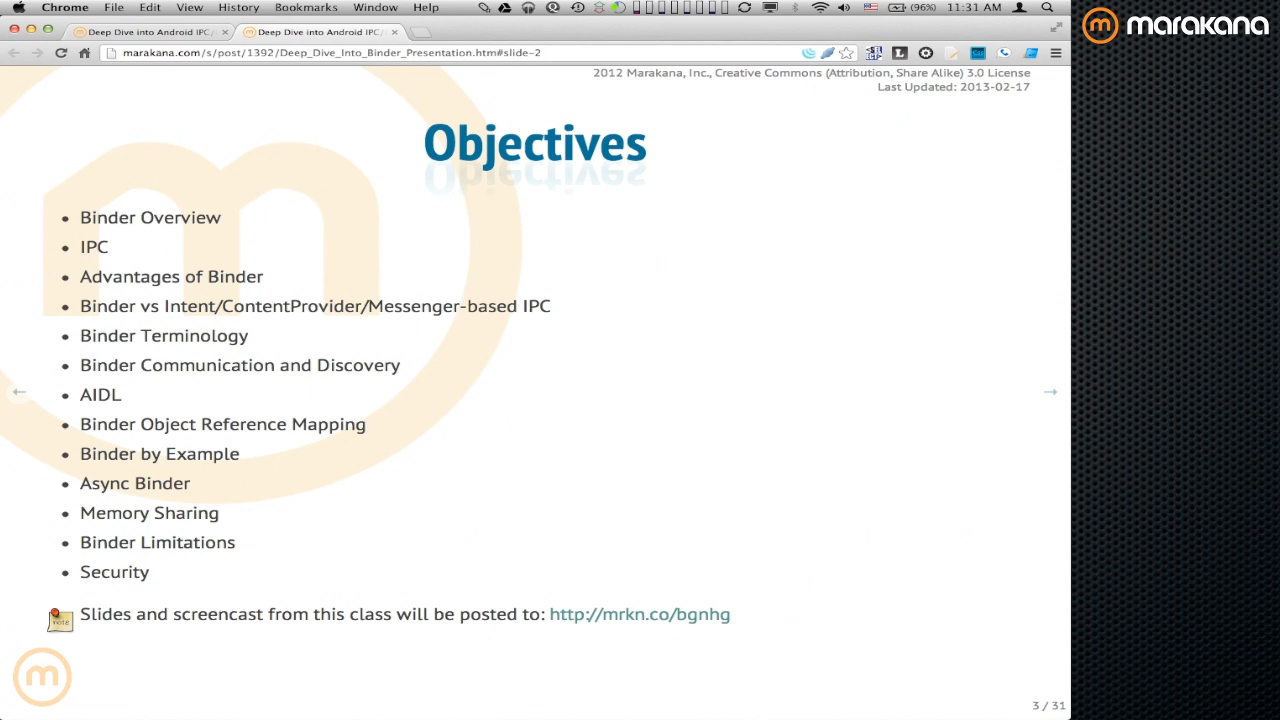 Chrome File Edit View History Bookmarks Window Help (96%) 11:31 AM
marakana
Deep Dive into Android IPC/ Deep Dive into Android IPC/
marakana.com/s/post/1392/Deep_Dive_Into_Binder_Presentation.htm#slide-2
2012 Marakana, Inc., Creative Commons (Attribution, Share Alike) 3.0 License
Last Updated: 2013-02-17
Objectives
Binder Overview
IPC
Advantages of Binder
Binder vs Intent/ContentProvider/Messenger-based IPC
Binder Terminology
Binder Communication and Discovery
AIDL
Binder Object Reference Mapping
Binder by Example
Async Binder
Memory Sharing
Binder Limitations
Security
note Slides and screencast from this class will be posted to: http://mrkn.co/bgnhg
3 / 31